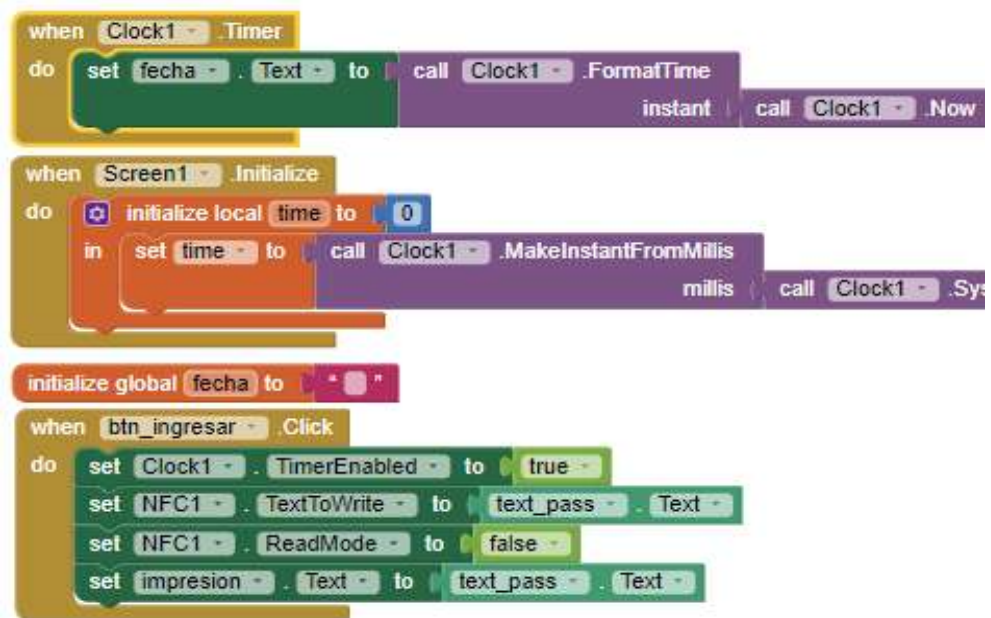 when Clock1 .Timer
do set fecha . Text to call Clock1 .FormatTime
instant call Clock1 .Now
when Screen1 .Initialize
do initialize local time to 0
in set time to call Clock1 .MakeInstantFromMillis
millis call Clock1 .Sys
initialize global fecha to " "
when btn_ingresar .Click
do set Clock1 . TimerEnabled to true
set NFC1 . TextToWrite to text_pass . Text
set NFC1 . ReadMode to false
set impresion . Text to text_pass . Text